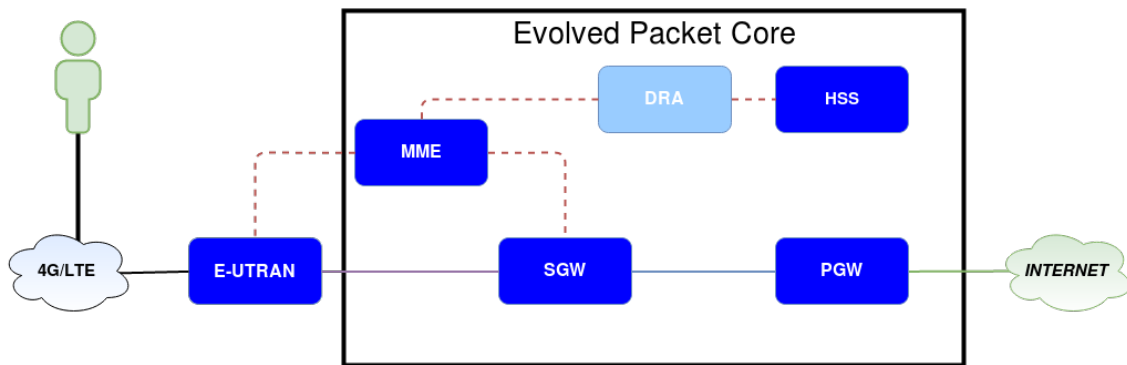 Evolved Packet Core
DRA
HSS
MME
4G/LTE
E-UTRAN
SGW
PGW
INTERNET